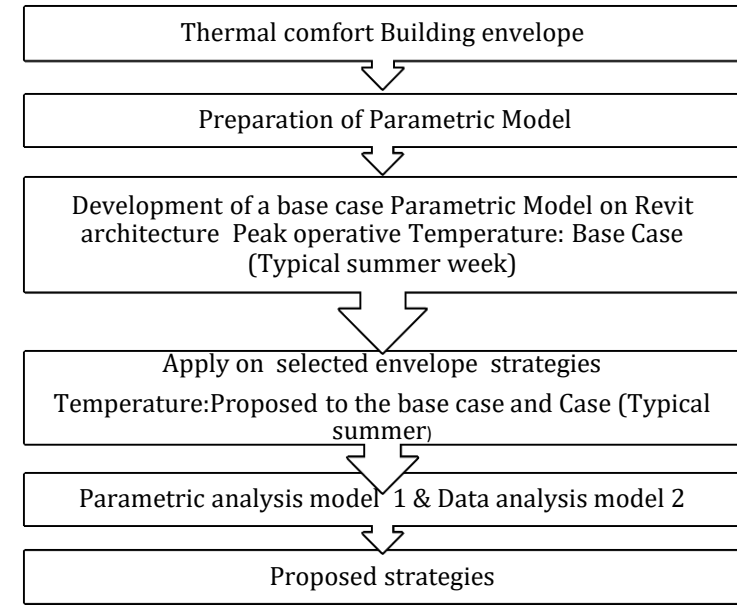 Thermal comfort Building envelope
Preparation of Parametric Model
Development of a base case Parametric Model on Revit
architecture  Peak operative Temperature: Base Case
(Typical summer week)
Apply on  selected envelope  strategies
Temperature:Proposed to the base case and Case (Typical
summer)
Parametric analysis model  1 & Data analysis model 2
Proposed strategies